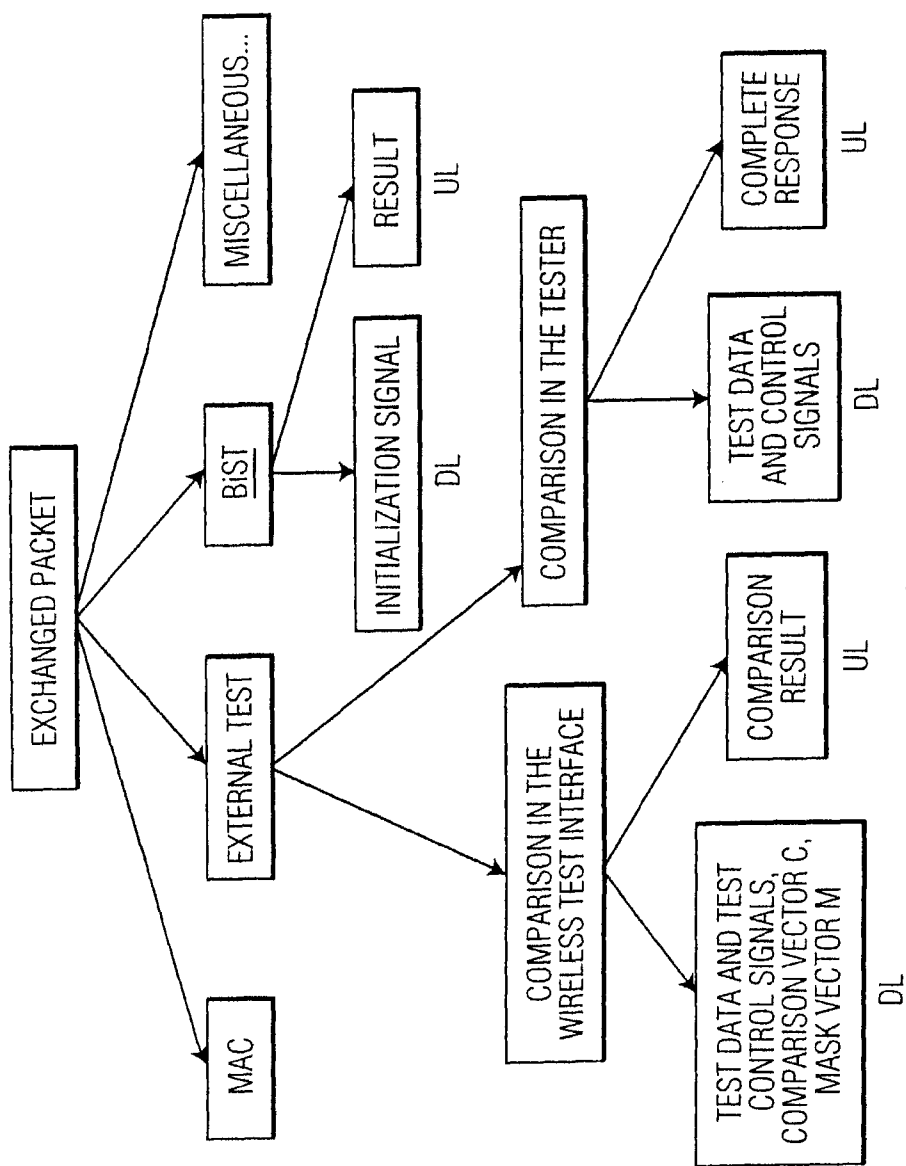 EXCHANGED PACKET
MAC
EXTERNAL TEST
BiST
MISCELLANEOUS...
INITIALIZATION SIGNAL
DL
RESULT
UL
COMPARISON IN THE
WIRELESS TEST INTERFACE
COMPARISON IN THE TESTER
TEST DATA AND TEST
CONTROL SIGNALS,
COMPARISON VECTOR C,
MASK VECTOR M
DL
COMPARISON
RESULT
UL
TEST DATA
AND CONTROL
SIGNALS
DL
COMPLETE
RESPONSE
UL